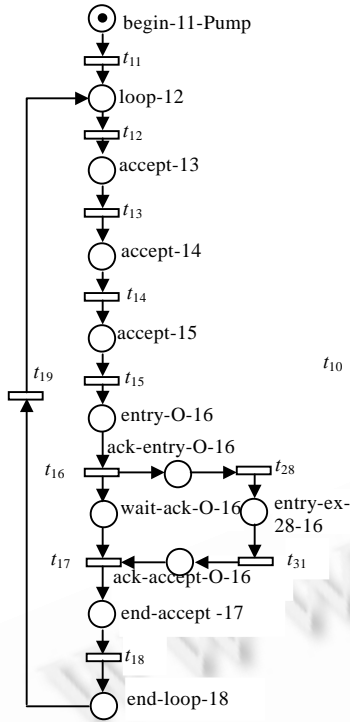 begin-11-Pump
t11
loop-12
t12
accept-13
t13
accept-14
t14
accept-15
t19
t10
t15
entry-O-16
ack-entry-O-16
t16
t28
wait-ack-O-16
entry-ex-
28-16
t17
t31
ack-accept-O-16
end-accept -17
t18
end-loop-18